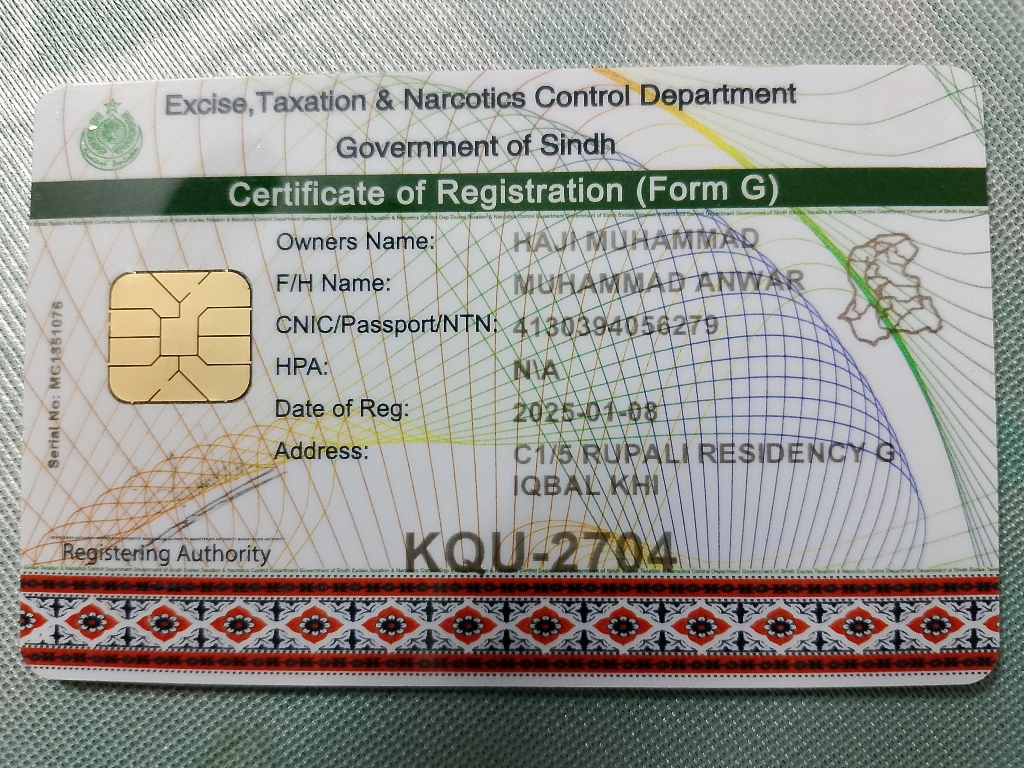 Excise,Taxation & Narcotics Control Department
Government of Sindh
Certificate of Registration (Form G)
Owners Name: HAJI MUHAMMAD
F/H Name: MUHAMMAD ANWAR
CNIC/Passport/NTN: 4130394056279
HPA: N\A
Date of Reg: 2025-01-08
Address: C1/5 RUPALI RESIDENCY G
IQBAL KHI
Serial.No: MC1351076
Registering Authority
KQU-2704